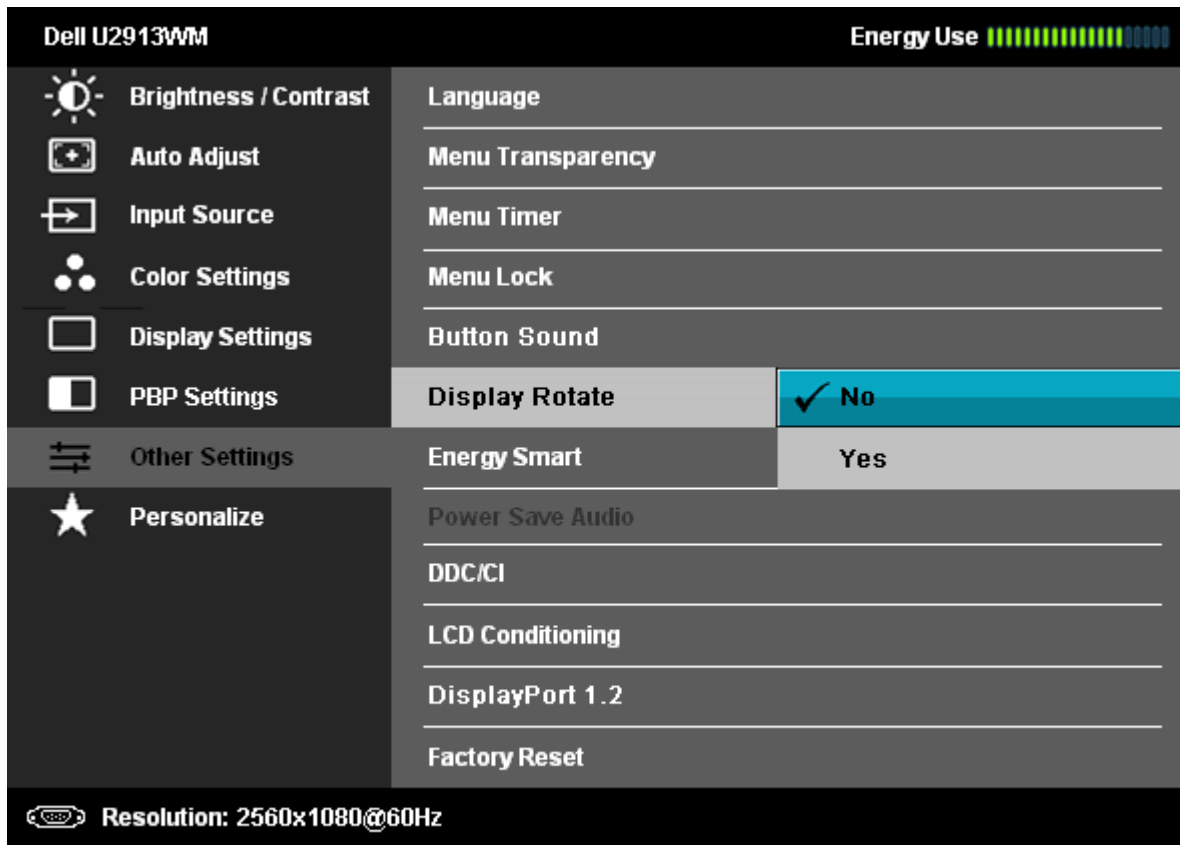 Dell U2913WM Energy Use
Brightness / Contrast
Auto Adjust
Input Source
Color Settings
Display Settings
PBP Settings
Other Settings
Personalize
Language
Menu Transparency
Menu Timer
Menu Lock
Button Sound
Display Rotate
Energy Smart
Power Save Audio
DDC/CI
LCD Conditioning
DisplayPort 1.2
Factory Reset
No
Yes
Resolution: 2560x1080@60Hz